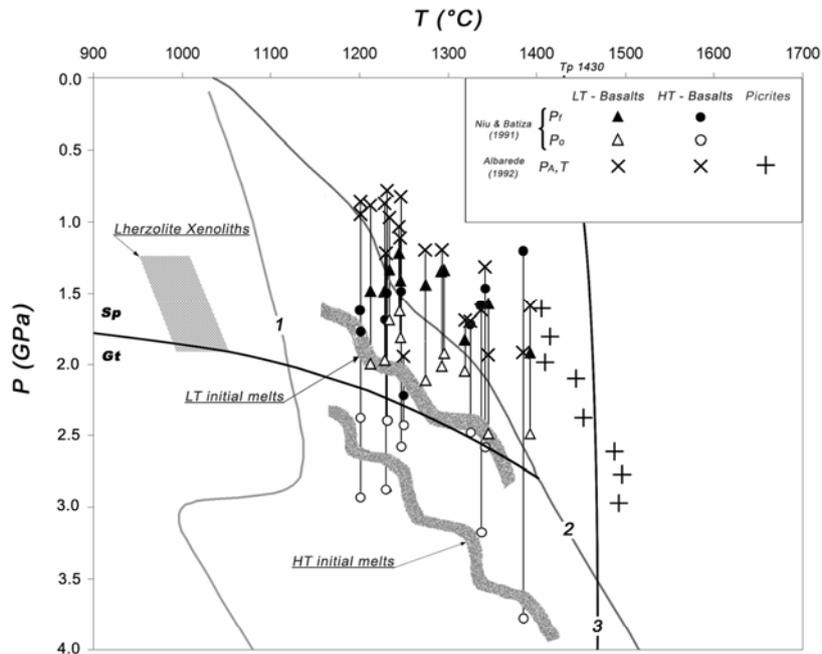 T (°C)
900 1000 1100 1200 1300 1400 1500 1600 1700
Tp 1430
0.0
0.5
1.0
1.5
2.0
2.5
3.0
3.5
4.0
P (GPa)
LT - Basalts HT - Basalts Picrites
Niu & Batiza
(1991)
Pf
Po
Albarede
(1992)
PA,T
Lherzolite Xenoliths
Sp
Gt
1
LT initial melts
HT initial melts
2
3